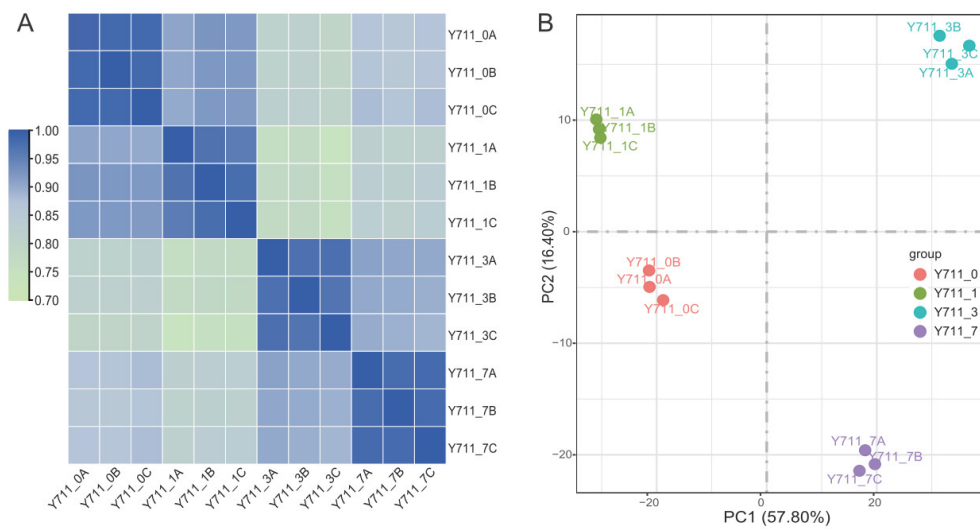 A
Y711_0A
Y711_0B
Y711_0C
Y711_1A
Y711_1B
Y711_1C
Y711_3A
Y711_3B
Y711_3C
Y711_7A
Y711_7B
Y711_7C
1.00
0.95
0.90
0.85
0.80
0.75
0.70
Y711_0A
Y711_0B
Y711_0C
Y711_1A
Y711_1B
Y711_1C
Y711_3A
Y711_3B
Y711_3C
Y711_7A
Y711_7B
Y711_7C
B
Y711_3B
Y711_3C
Y711_3A
Y711_1A
Y711_1B
Y711_1C
Y711_0B
Y711_0A
Y711_0C
Y711_7A
Y711_7B
Y711_7C
group
Y711_0
Y711_1
Y711_3
Y711_7
10
0
−10
−20
PC2 (16.40%)
−20
0
20
PC1 (57.80%)